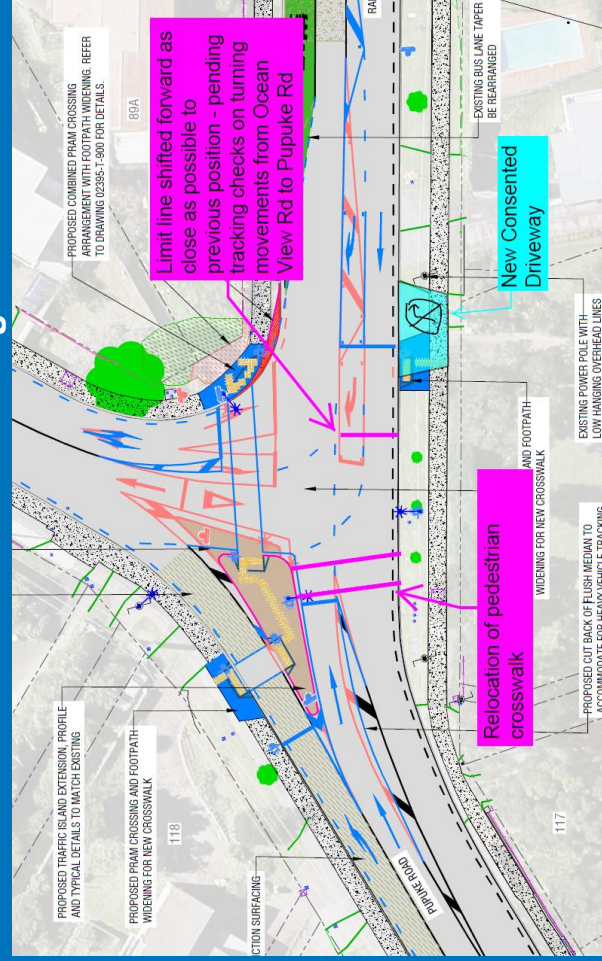 PROPOSED COMBINED PRAM CROSSING
ARRANGEMENT WITH FOOTPATH WIDENING. REFER
TO DRAWING 02395-T-900 FOR DETAILS.
89A
Limit line shifted forward as
close as possible to
previous position - pending
tracking checks on turning
movements from Ocean
View Rd to Pupuke Rd
EXISTING BUS LANE TAPER
BE REARRANGED
PROPOSED TRAFFIC ISLAND EXTENSION, PROFILE
AND TYPICAL DETAILS TO MATCH EXISTING
PROPOSED PRAM CROSSING AND FOOTPATH
WIDENING FOR NEW CROSSWALK
118
CTION SURFACING
PUPUKE ROAD
New Consented
Driveway
EXISTING POWER POLE WITH
LOW HANGING OVERHEAD LINES
AND FOOTPATH
WIDENING FOR NEW CROSSWALK
Relocation of pedestrian
crosswalk
PROPOSED CUT BACK OF FLUSH MEDIAN TO
ACCOMMODATE FOR HEAVY VEHICLE TRACKING
117